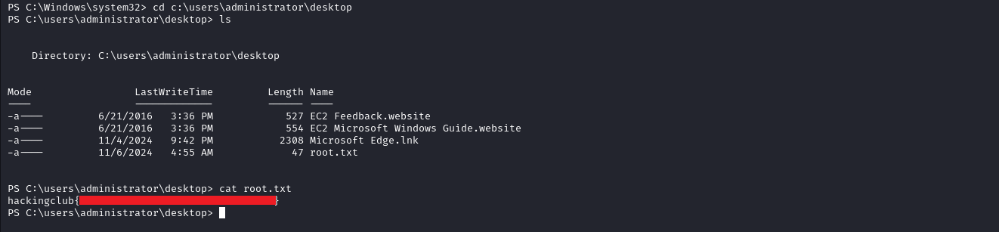 PS C:\Windows\system32> cd c:\users\administrator\desktop
PS C:\users\administrator\desktop> ls
Directory: C:\users\administrator\desktop
Mode                 LastWriteTime         Length Name
----                 -------------         ------ ----
-a----         6/21/2016   3:36 PM            527 EC2 Feedback.website
-a----         6/21/2016   3:36 PM            554 EC2 Microsoft Windows Guide.website
-a----         11/4/2024   9:42 PM           2308 Microsoft Edge.lnk
-a----         11/6/2024   4:55 AM             47 root.txt
PS C:\users\administrator\desktop> cat root.txt
hackingclub{}
PS C:\users\administrator\desktop>